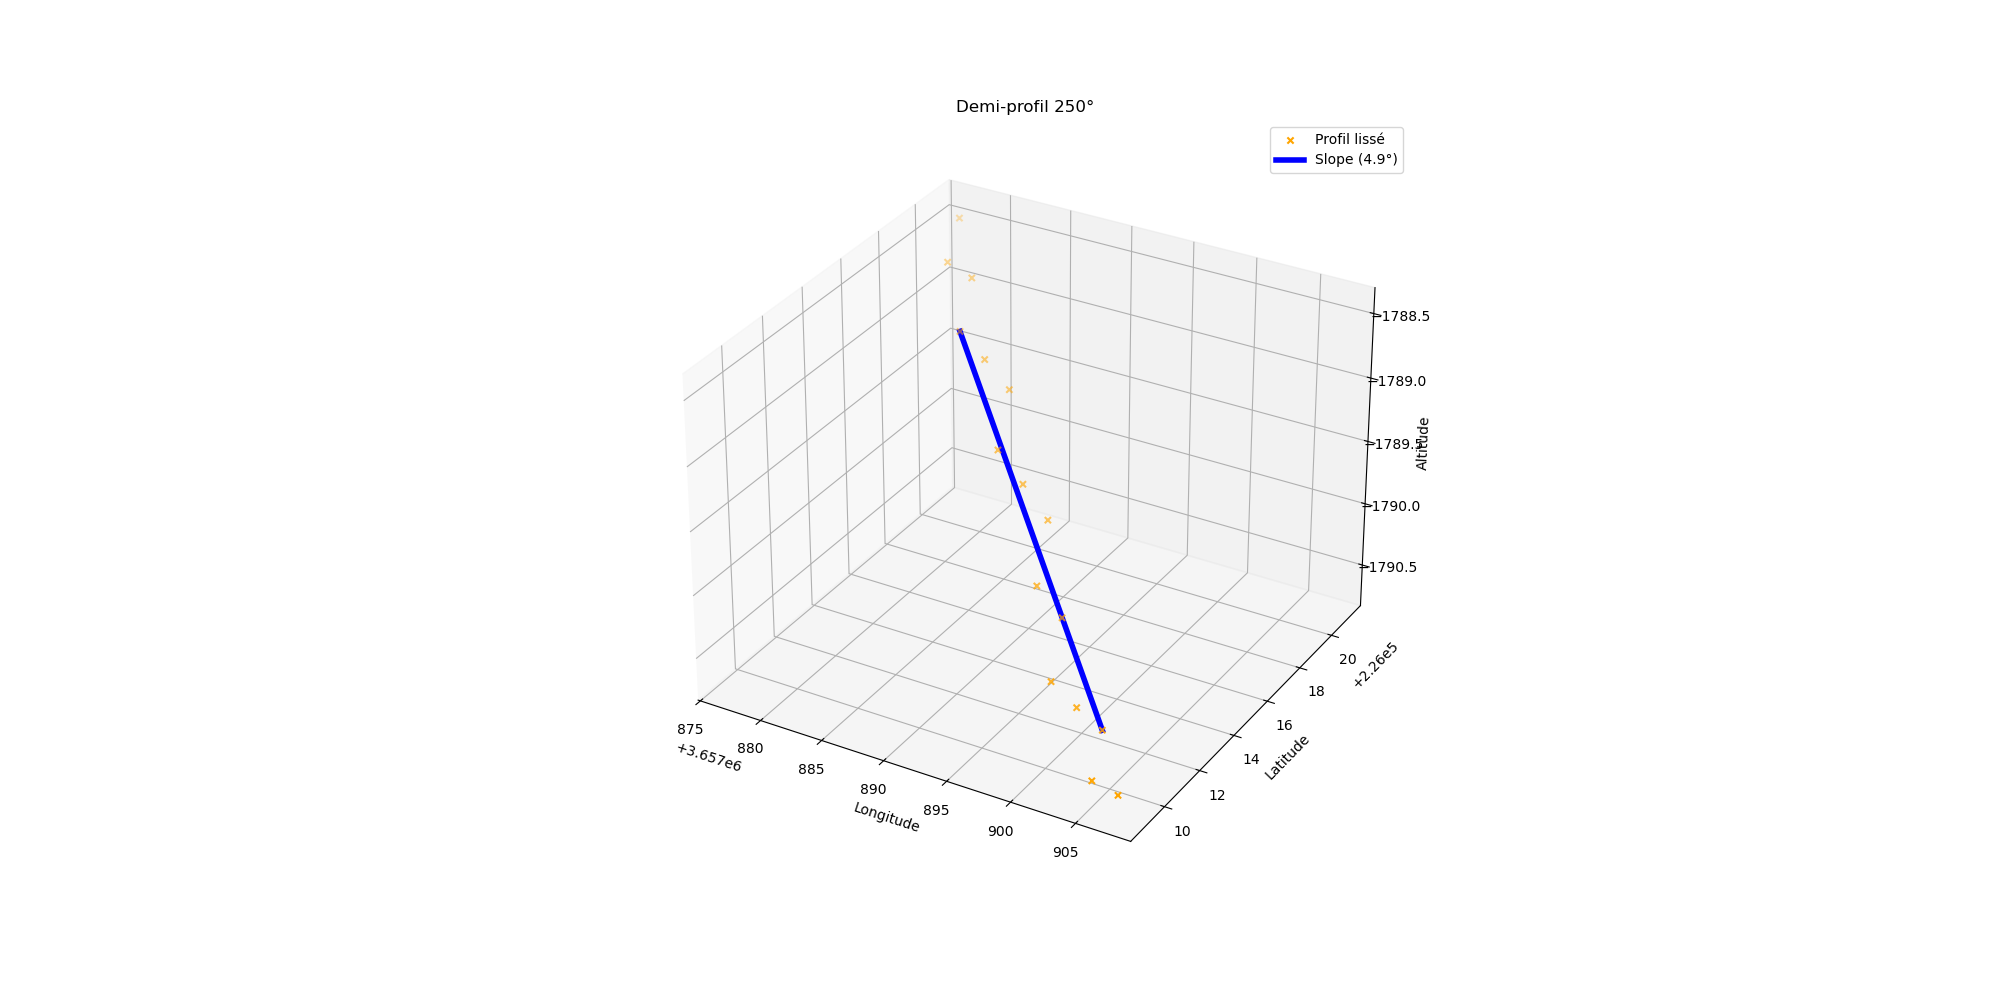 Demi-profil 250°
Profil lissé
Slope (4.9°)
−1788.5
−1789.0
−1789.5
−1790.0
−1790.5
Altitude
875
880
885
890
895
900
905
+3.657e6
Longitude
10
12
14
16
18
20
+2.26e5
Latitude